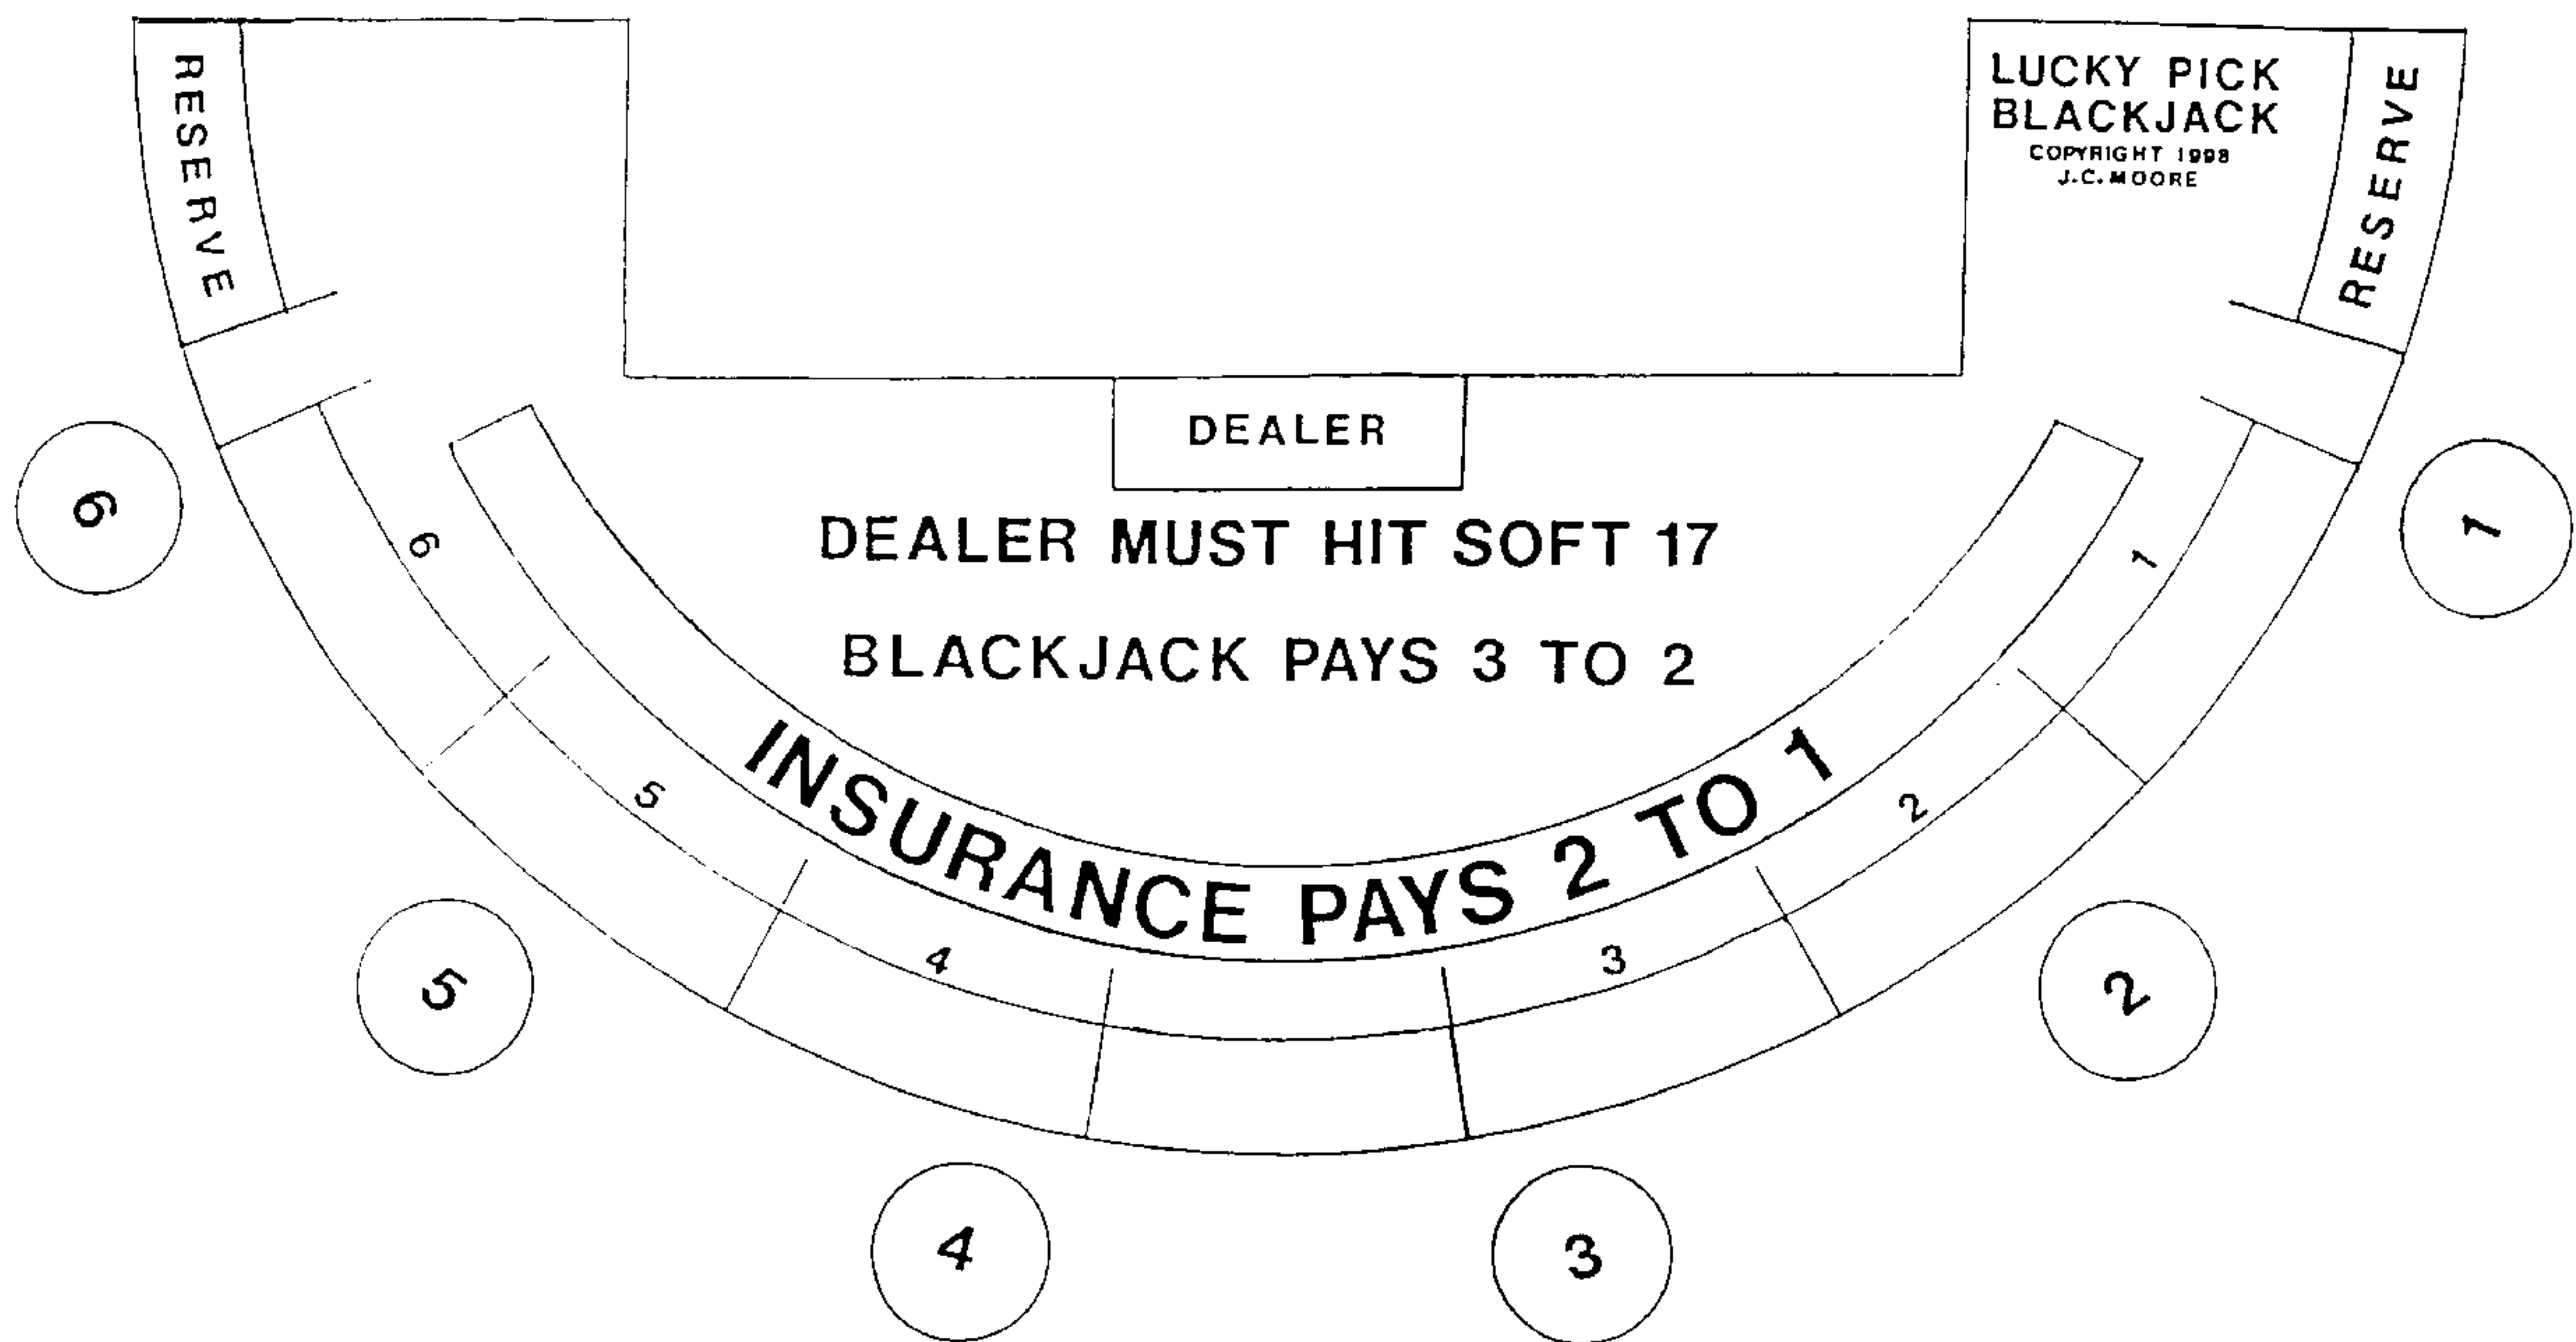 RESERVE
LUCKY PICK
BLACKJACK
COPYRIGHT 1998
J.C. MOORE
RESERVE
DEALER
DEALER MUST HIT SOFT 17
BLACKJACK PAYS 3 TO 2
INSURANCE PAYS 2 TO 1
6
5
4
3
2
1
6
5
4
3
2
1